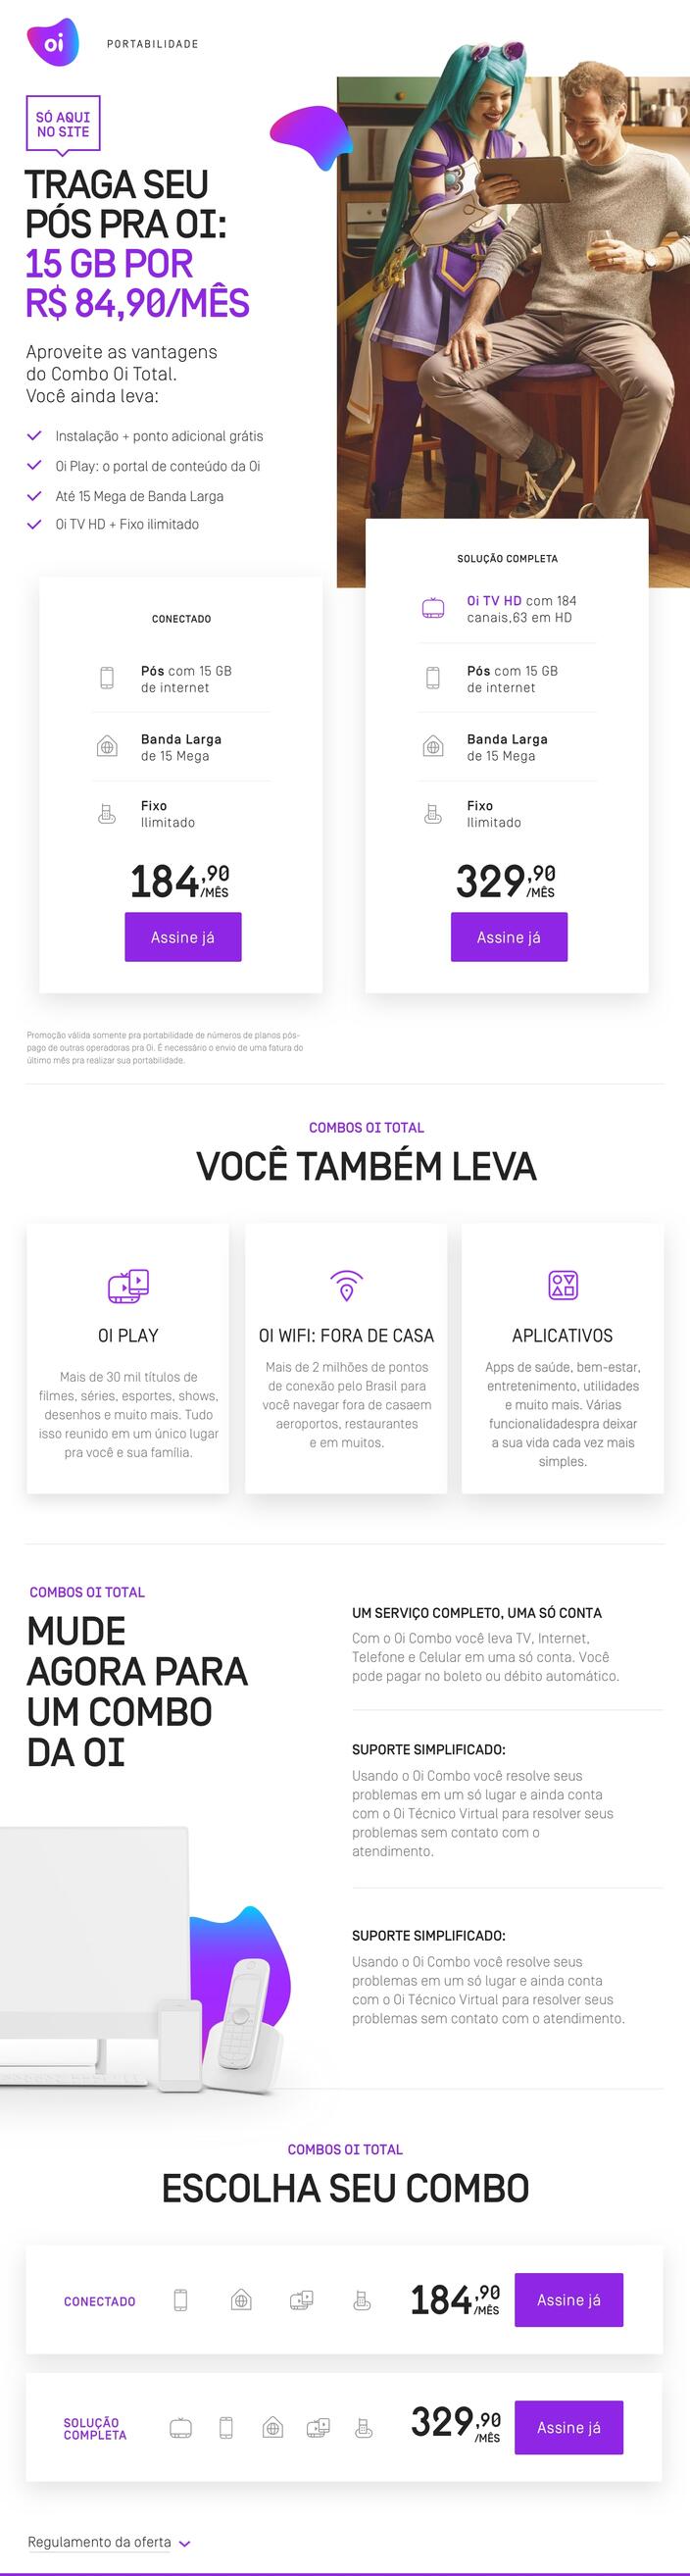 oi
PORTABILIDADE
SÓ AQUI
NO SITE
TRAGA SEU
PÓS PRA OI:
15 GB POR
R$ 84,90/MÊS
Aproveite as vantagens
do Combo Oi Total.
Você ainda leva:
Instalação + ponto adicional grátis
Oi Play: o portal de conteúdo da Oi
Até 15 Mega de Banda Larga
Oi TV HD + Fixo ilimitado
CONECTADO
Pós com 15 GB
de internet
Banda Larga
de 15 Mega
Fixo
Ilimitado
184,90
/MÊS
Assine já
SOLUÇÃO COMPLETA
Oi TV HD com 184
canais,63 em HD
Pós com 15 GB
de internet
Banda Larga
de 15 Mega
Fixo
Ilimitado
329,90
/MÊS
Assine já
Promoção válida somente pra portabilidade de números de planos pós-
pago de outras operadoras pra Oi. É necessário o envio de uma fatura do
último mês pra realizar sua portabilidade.
COMBOS OI TOTAL
VOCÊ TAMBÉM LEVA
OI PLAY
Mais de 30 mil títulos de
filmes, séries, esportes, shows,
desenhos e muito mais. Tudo
isso reunido em um único lugar
pra você e sua família.
OI WIFI: FORA DE CASA
Mais de 2 milhões de pontos
de conexão pelo Brasil para
você navegar fora de casaem
aeroportos, restaurantes
e em muitos.
APLICATIVOS
Apps de saúde, bem-estar,
entretenimento, utilidades
e muito mais. Várias
funcionalidadespra deixar
a sua vida cada vez mais
simples.
COMBOS OI TOTAL
MUDE
AGORA PARA
UM COMBO
DA OI
UM SERVIÇO COMPLETO, UMA SÓ CONTA
Com o Oi Combo você leva TV, Internet,
Telefone e Celular em uma só conta. Você
pode pagar no boleto ou débito automático.
SUPORTE SIMPLIFICADO:
Usando o Oi Combo você resolve seus
problemas em um só lugar e ainda conta
com o Oi Técnico Virtual para resolver seus
problemas sem contato com o
atendimento.
SUPORTE SIMPLIFICADO:
Usando o Oi Combo você resolve seus
problemas em um só lugar e ainda conta
com o Oi Técnico Virtual para resolver seus
problemas sem contato com o atendimento.
COMBOS OI TOTAL
ESCOLHA SEU COMBO
CONECTADO
184,90
/MÊS
Assine já
SOLUÇÃO
COMPLETA
329,90
/MÊS
Assine já
Regulamento da oferta